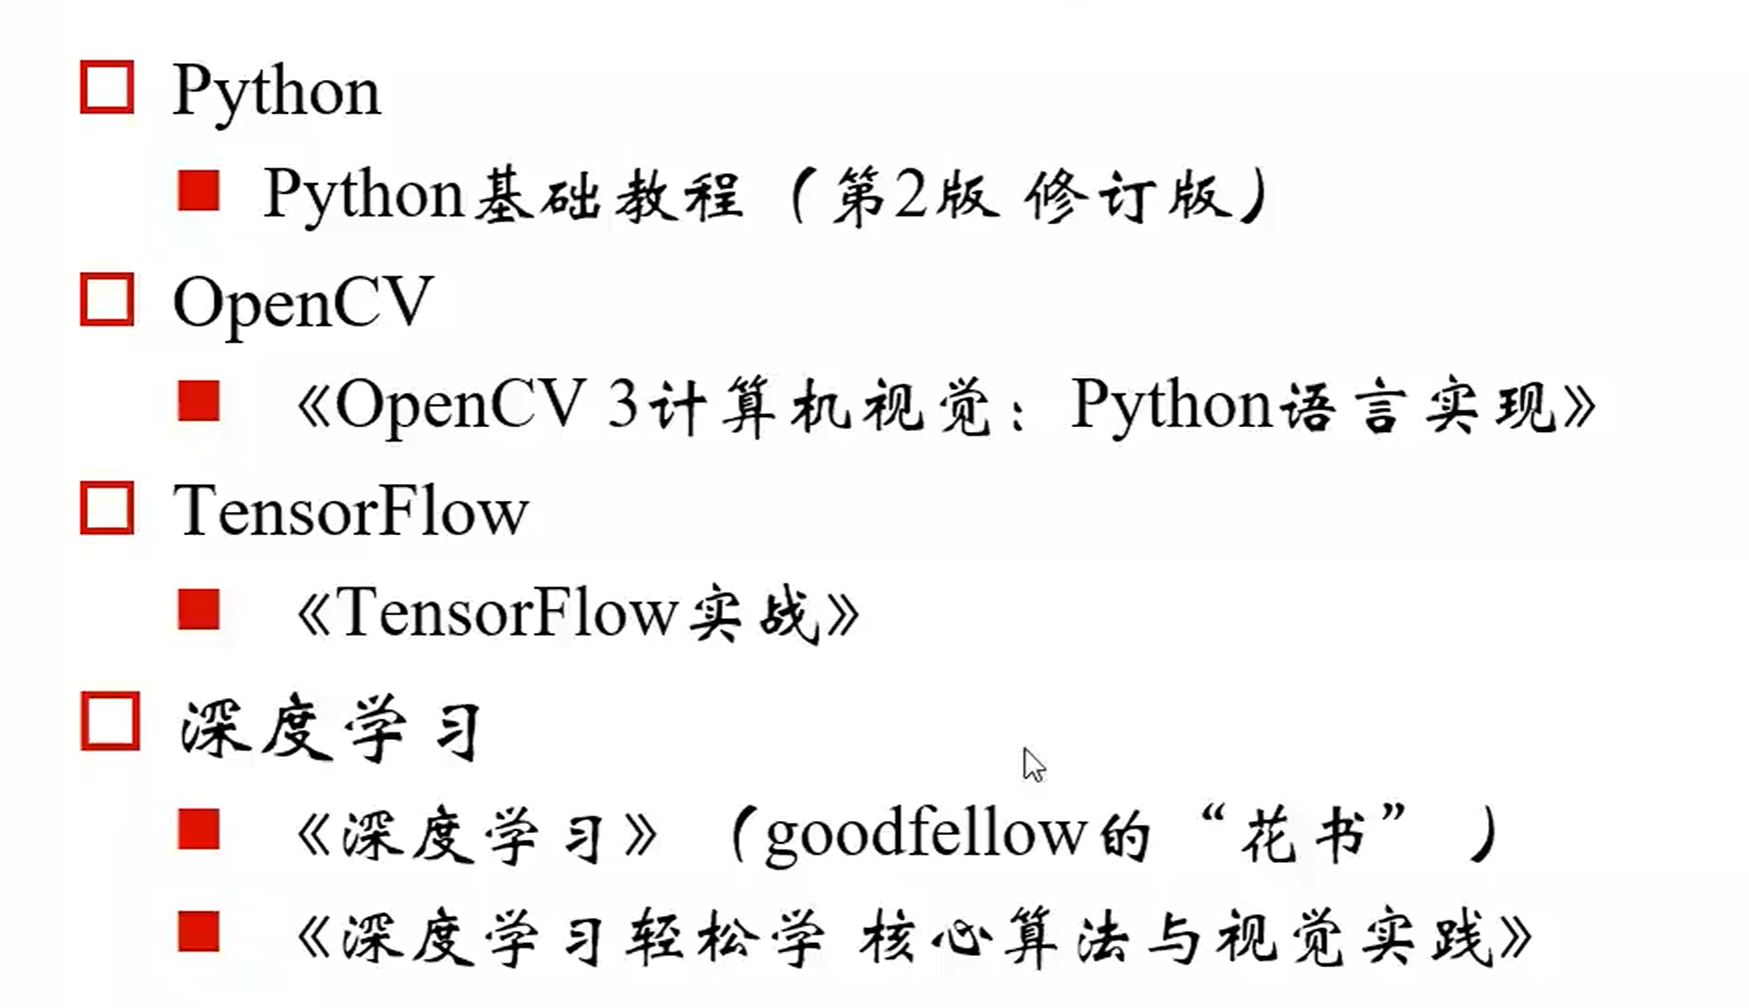 Python
Python基础教程（第2版 修订版）
OpenCV
《OpenCV 3计算机视觉：Python语言实现》
TensorFlow
《TensorFlow实战》
深度学习
《深度学习》（goodfellow的“花书”）
《深度学习轻松学 核心算法与视觉实践》